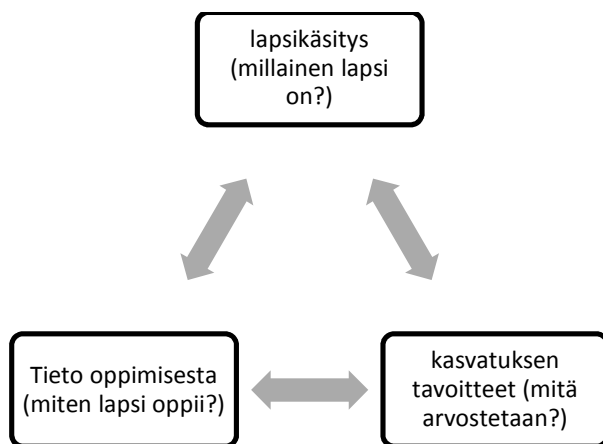 lapsikäsitys
(millainen lapsi
on?)
Tieto oppimisesta
(miten lapsi oppii?)
kasvatuksen
tavoitteet (mitä
arvostetaan?)